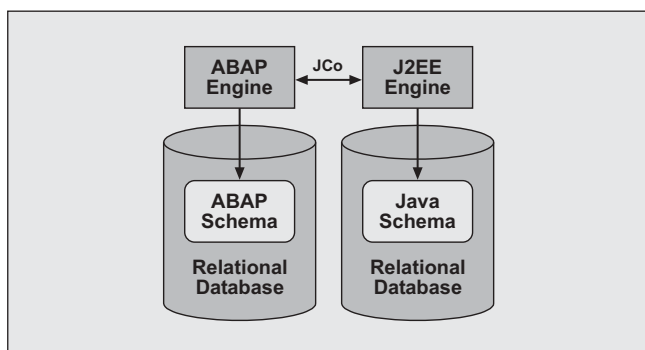 ABAP
Engine
JCo
J2EE
Engine
ABAP
Schema
Java
Schema
Relational
Database
Relational
Database